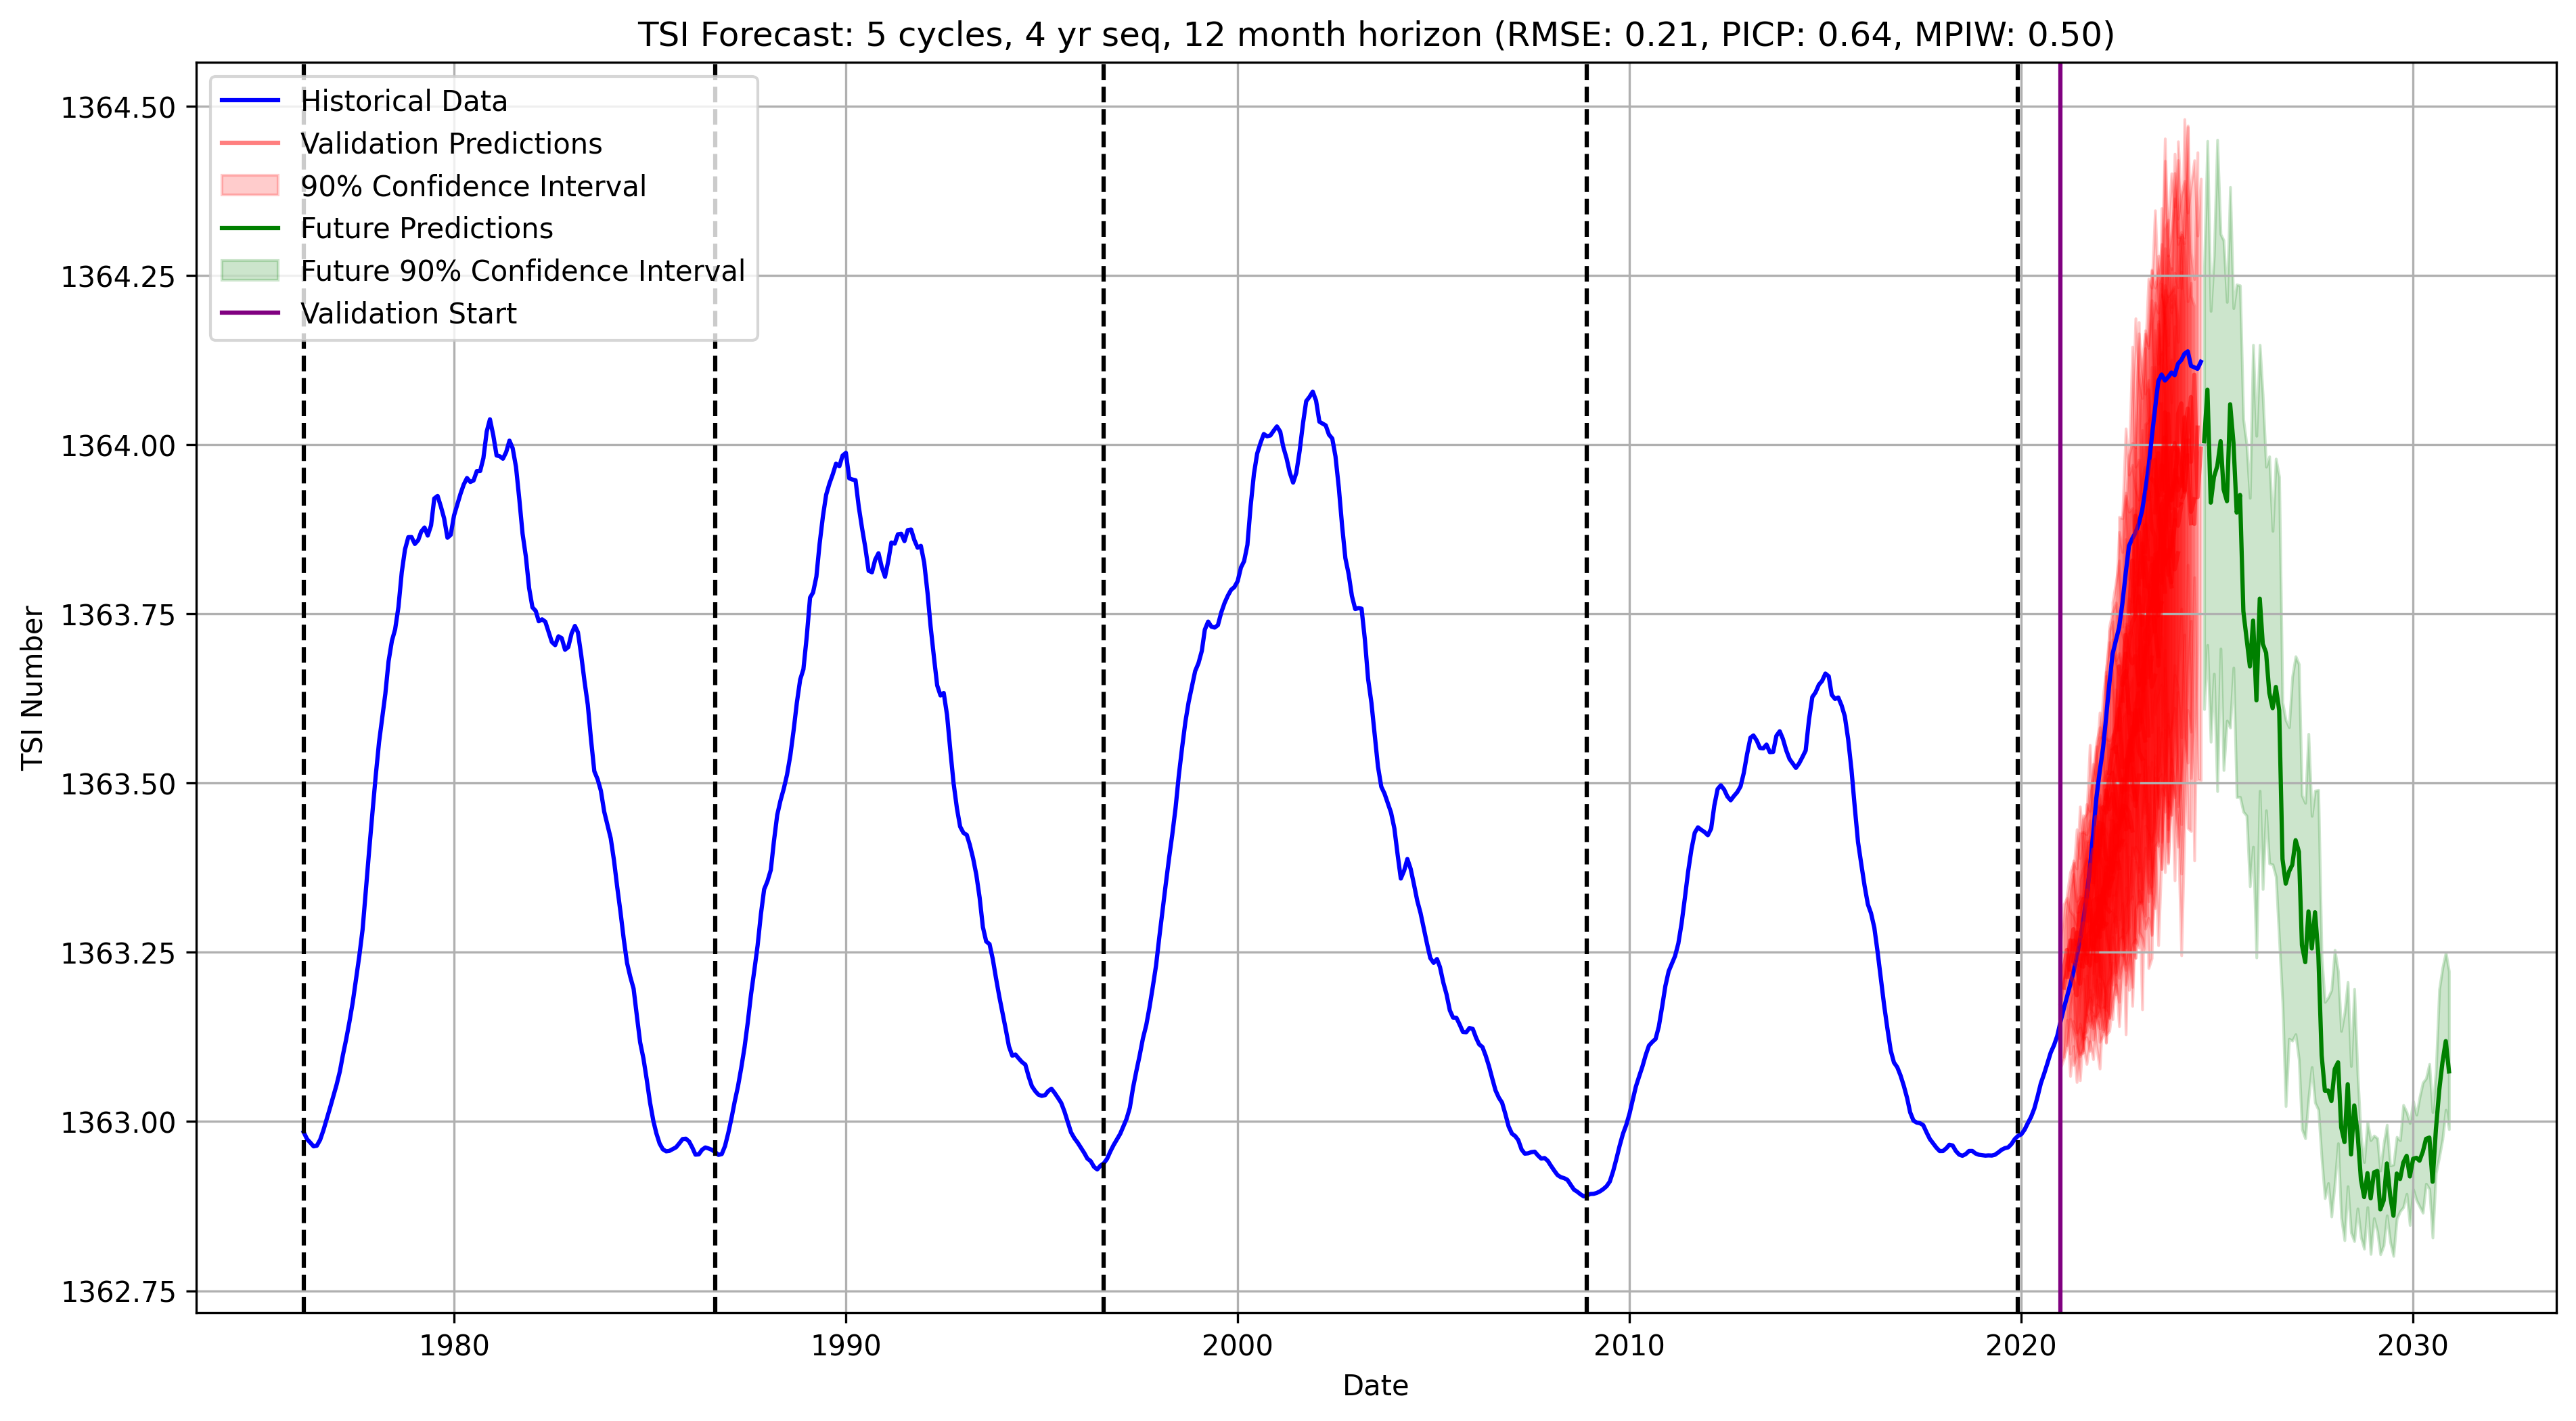 TSI Forecast: 5 cycles, 4 yr seq, 12 month horizon (RMSE: 0.21, PICP: 0.64, MPIW: 0.50)
Historical Data
Validation Predictions
90% Confidence Interval
Future Predictions
Future 90% Confidence Interval
Validation Start
TSI Number
1364.50
1364.25
1364.00
1363.75
1363.50
1363.25
1363.00
1362.75
1980
1990
2000
2010
2020
2030
Date